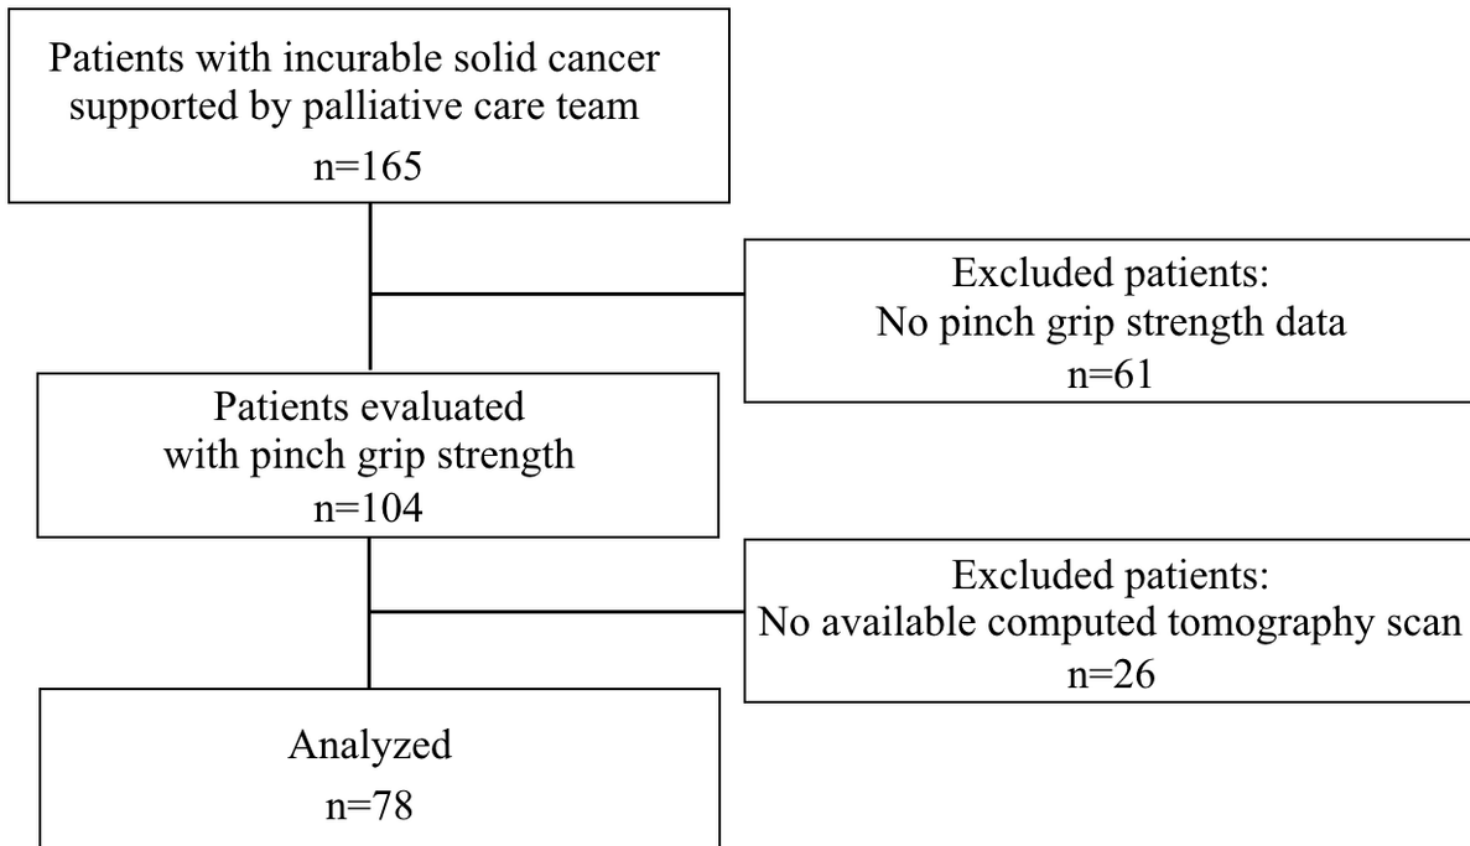 Patients with incurable solid cancer
supported by palliative care team
n=165
Excluded patients:
No pinch grip strength data
n=61
Patients evaluated
with pinch grip strength
n=104
Excluded patients:
No available computed tomography scan
n=26
Analyzed
n=78